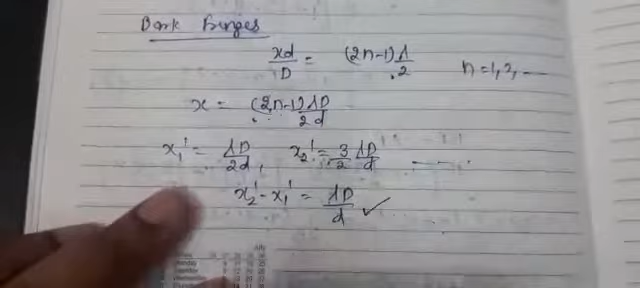 Dark Fringes
xd/D = (2n-1)λ/2 n=1,2,---
x = (2n-1)λD/2d
x₁' = λD/2d, x₂' = 3/2 λD/d -----
x₂' - x₁' = λD/d ✓